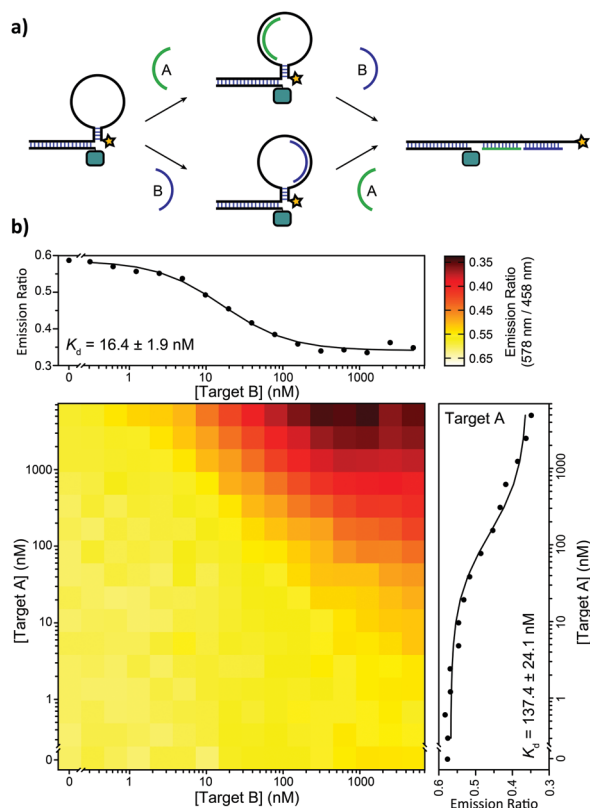 a)
A
B
B
A
b)
Emission Ratio
0.6
0.5
0.4
0.3
K_d = 16.4 ± 1.9 nM
0
1
10
100
1000
[Target B] (nM)
0.35
0.45
0.55
0.65
Emission Ratio
(578 nm / 458 nm)
[Target A] (nM)
1000
100
10
1
0
0
1
10
100
1000
[Target B] (nM)
Target A
K_d = 137.4 ± 24.1 nM
1000
100
10
1
0
[Target A] (nM)
0.6
0.5
0.4
0.3
Emission Ratio